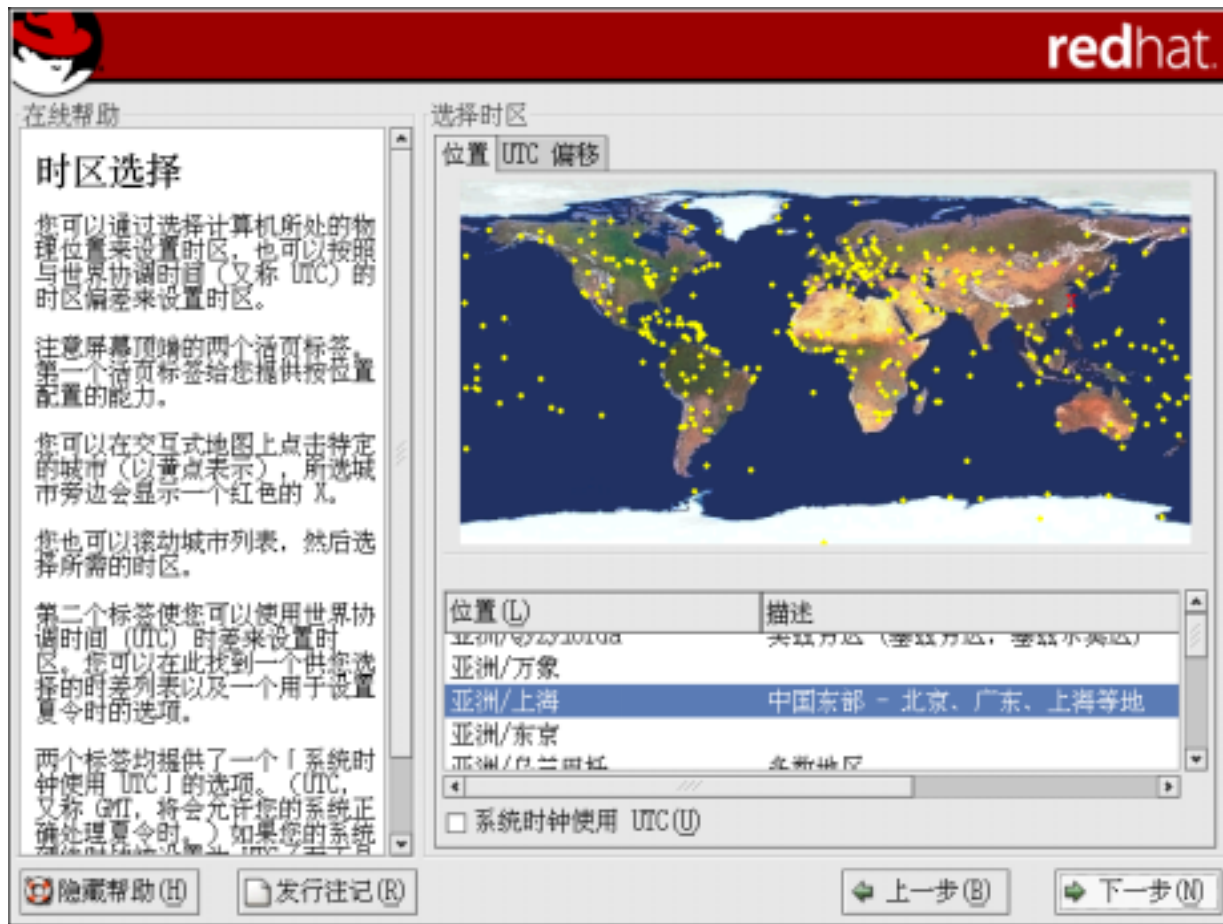 redhat.
在线帮助
时区选择
您可以通过选择计算机所处的物
理位置来设置时区，也可以按照
与世界协调时间（又称 UTC）的
时区偏差来设置时区。
注意屏幕顶端的两个活页标签。
第一个活页标签给您提供按位置
配置的能力。
您可以在交互式地图上点击特定
的城市（以黄点表示），所选城
市旁边会显示一个红色的 X。
您也可以滚动城市列表，然后选
择所需的时区。
第二个标签使您可以使用世界协
调时间（UTC）时差来设置时
区。您可以在此找到一个供您选
择的时差列表以及一个用于设置
夏令时的选项。
两个标签均提供了一个「系统时
钟使用 UTC」的选项。（UTC，
又称 GMT，将会允许您的系统正
确处理夏令时。）如果您的系统
选择时区
位置
UTC 偏移
位置(L)
描述
亚洲/万象
亚洲/上海
中国东部 - 北京、广东、上海等地
亚洲/东京
亚洲/乌兰巴托
多数地区
系统时钟使用 UTC(U)
隐藏帮助(H)
发行注记(R)
上一步(B)
下一步(N)